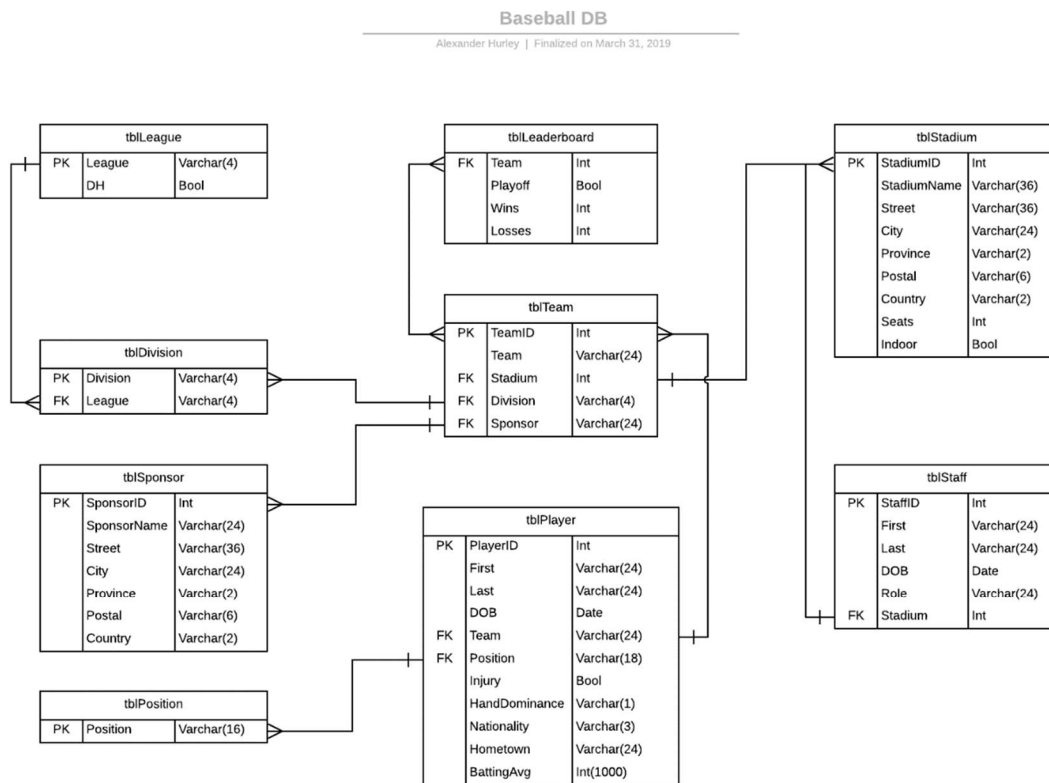 Baseball DB
Alexander Hurley | Finalized on March 31, 2019
tblLeague
PK League Varchar(4)
DH Bool
tblLeaderboard
FK Team Int
Playoff Bool
Wins Int
Losses Int
tblStadium
PK StadiumID Int
StadiumName Varchar(36)
Street Varchar(36)
City Varchar(24)
Province Varchar(2)
Postal Varchar(6)
Country Varchar(2)
Seats Int
Indoor Bool
tblDivision
PK Division Varchar(4)
FK League Varchar(4)
tblTeam
PK TeamID Int
Team Varchar(24)
FK Stadium Int
FK Division Varchar(4)
FK Sponsor Varchar(24)
tblSponsor
PK SponsorID Int
SponsorName Varchar(24)
Street Varchar(36)
City Varchar(24)
Province Varchar(2)
Postal Varchar(6)
Country Varchar(2)
tblPlayer
PK PlayerID Int
First Varchar(24)
Last Varchar(24)
DOB Date
FK Team Varchar(24)
FK Position Varchar(18)
Injury Bool
HandDominance Varchar(1)
Nationality Varchar(3)
Hometown Varchar(24)
BattingAvg Int(1000)
tblStaff
PK StaffID Int
First Varchar(24)
Last Varchar(24)
DOB Date
Role Varchar(24)
FK Stadium Int
tblPosition
PK Position Varchar(16)